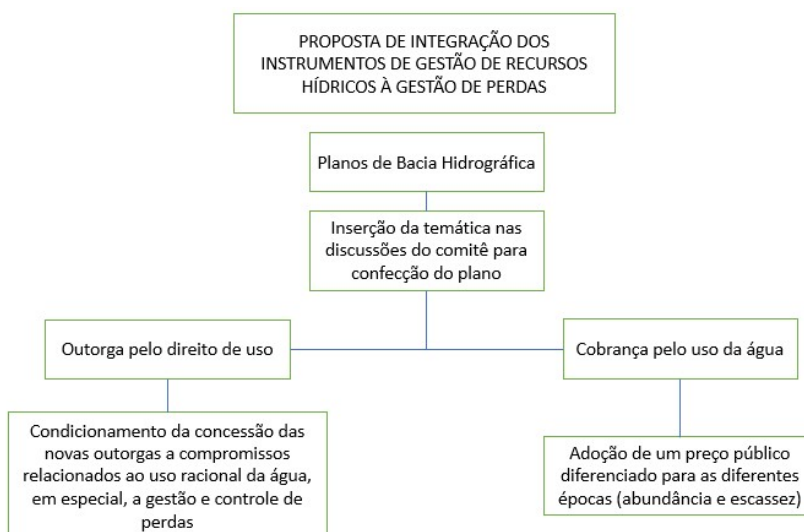 PROPOSTA DE INTEGRAÇÃO DOS
INSTRUMENTOS DE GESTÃO DE RECURSOS
HÍDRICOS À GESTÃO DE PERDAS
Planos de Bacia Hidrográfica
Inserção da temática nas
discussões do comitê para
confecção do plano
Outorga pelo direito de uso
Cobrança pelo uso da água
Condicionamento da concessão das
novas outorgas a compromissos
relacionados ao uso racional da água,
em especial, a gestão e controle de
perdas
Adoção de um preço público
diferenciado para as diferentes
épocas (abundância e escassez)